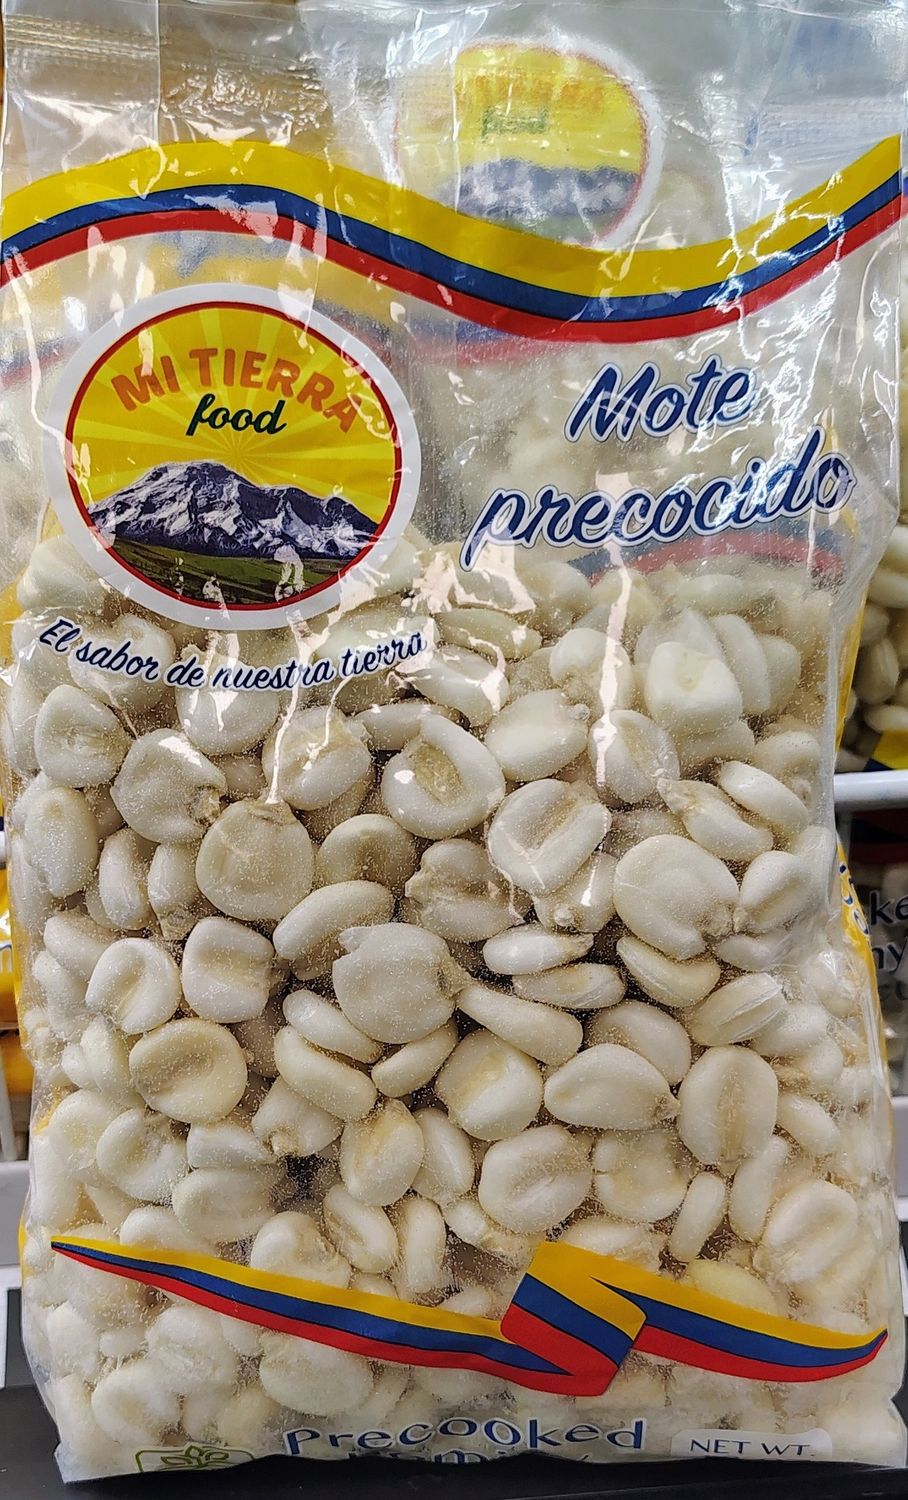 MI TIERRA
food
Mote
precocido
El sabor de nuestra tierra
Precooked
NET WT.